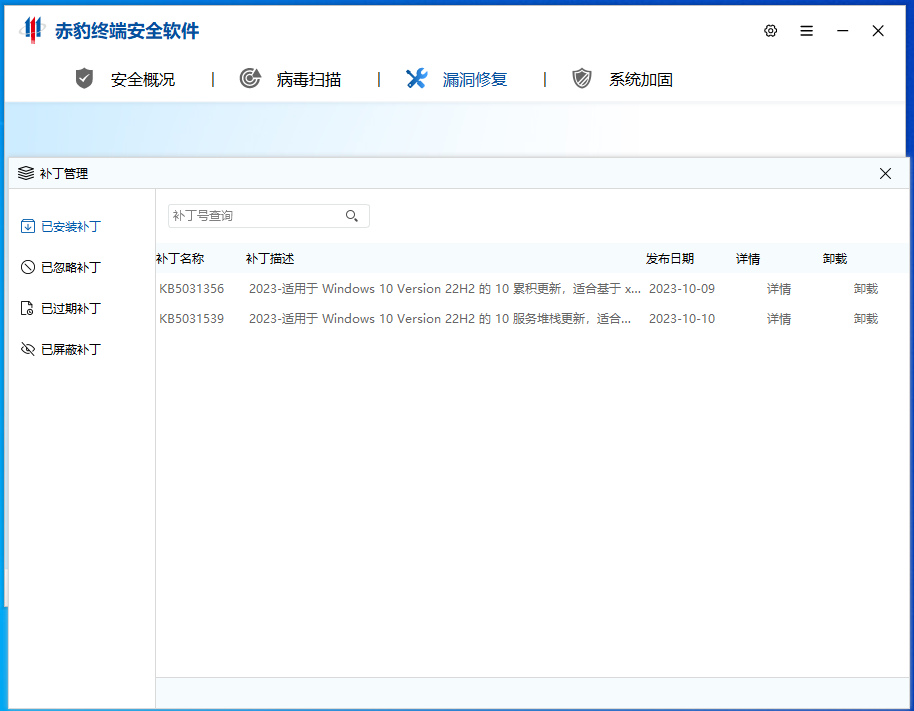 赤豹终端安全软件
安全概况 病毒扫描 漏洞修复 系统加固
补丁管理
已安装补丁
已忽略补丁
已过期补丁
已屏蔽补丁
补丁号查询
补丁名称 补丁描述 发布日期 详情 卸载
KB5031356 2023-适用于 Windows 10 Version 22H2 的 10 累积更新，适合基于 x... 2023-10-09 详情 卸载
KB5031539 2023-适用于 Windows 10 Version 22H2 的 10 服务堆栈更新，适合... 2023-10-10 详情 卸载